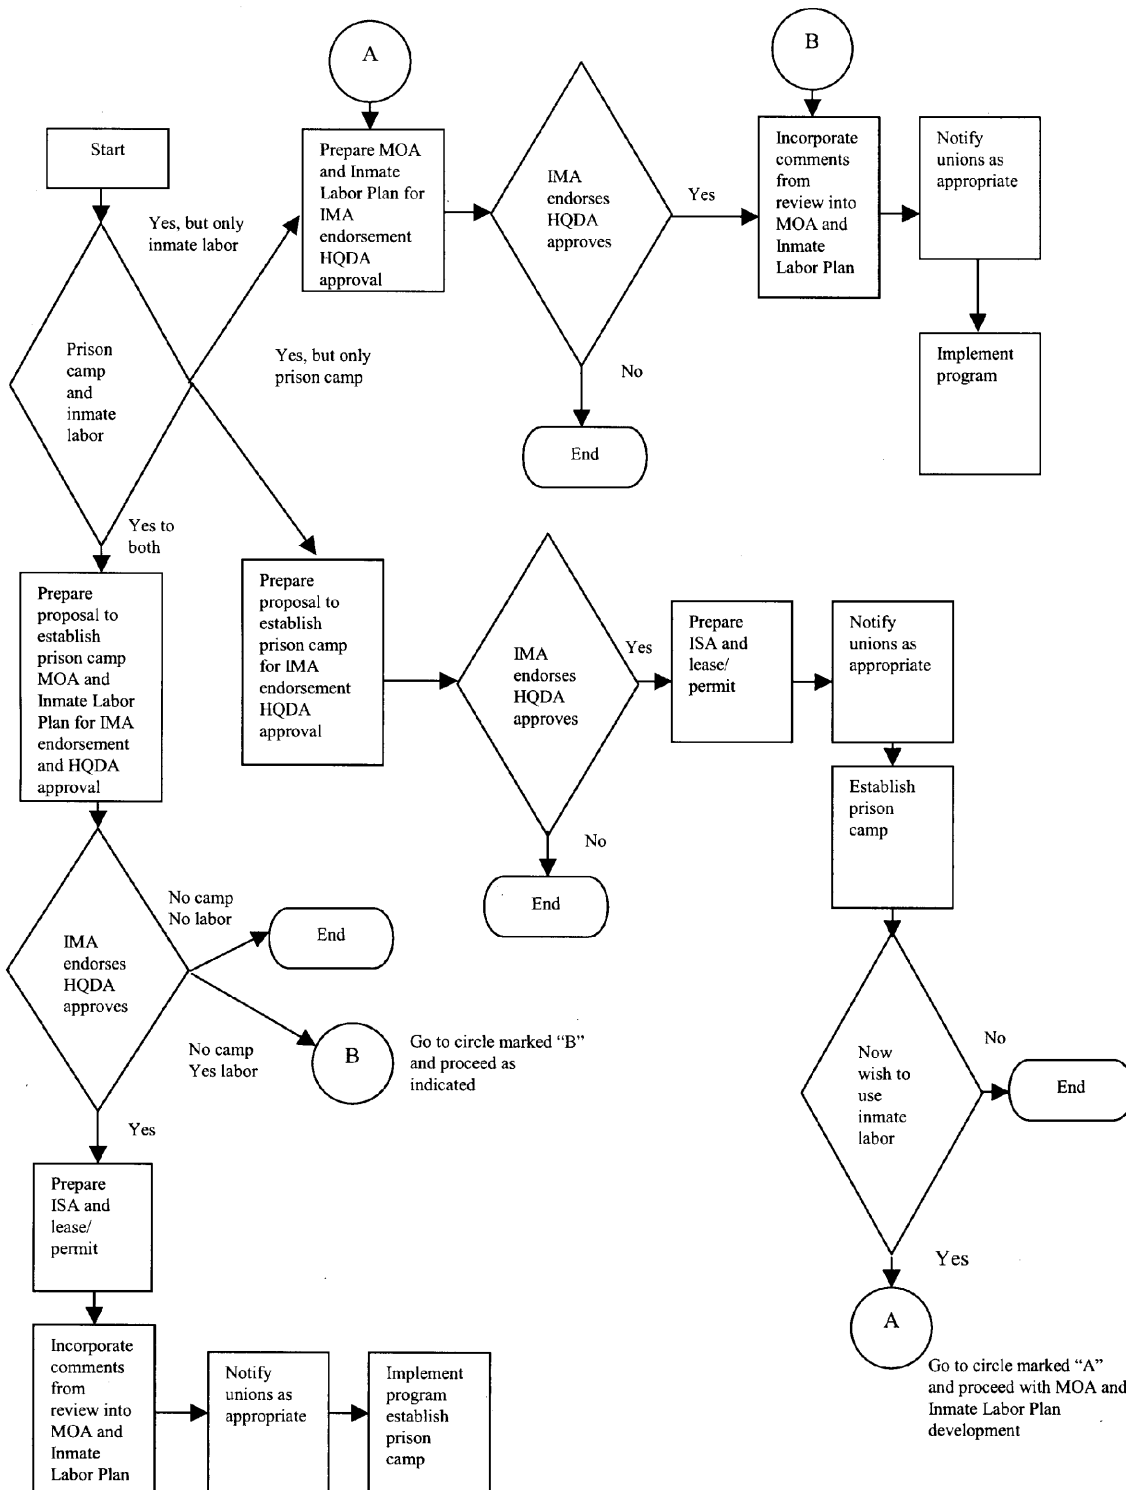 A
B
Start
Yes, but only
inmate labor
Prepare MOA
and Inmate
Labor Plan for
IMA
endorsement
HQDA
approval
IMA
endorses
HQDA
approves
Yes
Incorporate
comments
from
review into
MOA and
Inmate
Labor Plan
Notify
unions as
appropriate
Prison
camp
and
inmate
labor
Yes, but only
prison camp
No
End
Implement
program
Yes to
both
Prepare
proposal to
establish
prison camp
MOA and
Inmate Labor
Plan for IMA
endorsement
and HQDA
approval
Prepare
proposal to
establish
prison camp
for IMA
endorsement
HQDA
approval
IMA
endorses
HQDA
approves
Yes
Prepare
ISA and
lease/
permit
Notify
unions as
appropriate
No
End
Establish
prison
camp
No camp
No labor
End
IMA
endorses
HQDA
approves
No camp
Yes labor
B
Go to circle marked “B”
and proceed as
indicated
Now
wish to
use
inmate
labor
No
End
Yes
Prepare
ISA and
lease/
permit
Yes
A
Go to circle marked “A”
and proceed with MOA and
Inmate Labor Plan
development
Incorporate
comments
from
review into
MOA and
Inmate
Labor Plan
Notify
unions as
appropriate
Implement
program
establish
prison
camp